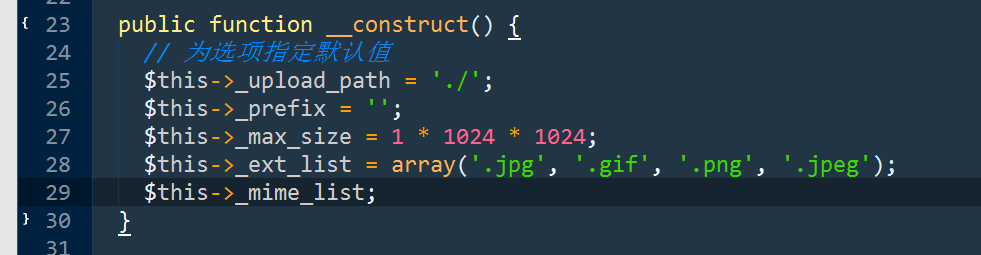 22
23 public function __construct() {
24 // 为选项指定默认值
25 $this->_upload_path = './';
26 $this->_prefix = '';
27 $this->_max_size = 1 * 1024 * 1024;
28 $this->_ext_list = array('.jpg', '.gif', '.png', '.jpeg');
29 $this->_mime_list;
30 }
31